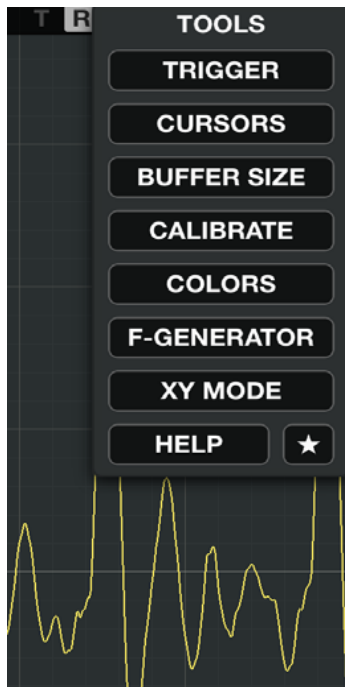 T R
TOOLS
TRIGGER
CURSORS
BUFFER SIZE
CALIBRATE
COLORS
F-GENERATOR
XY MODE
HELP ★